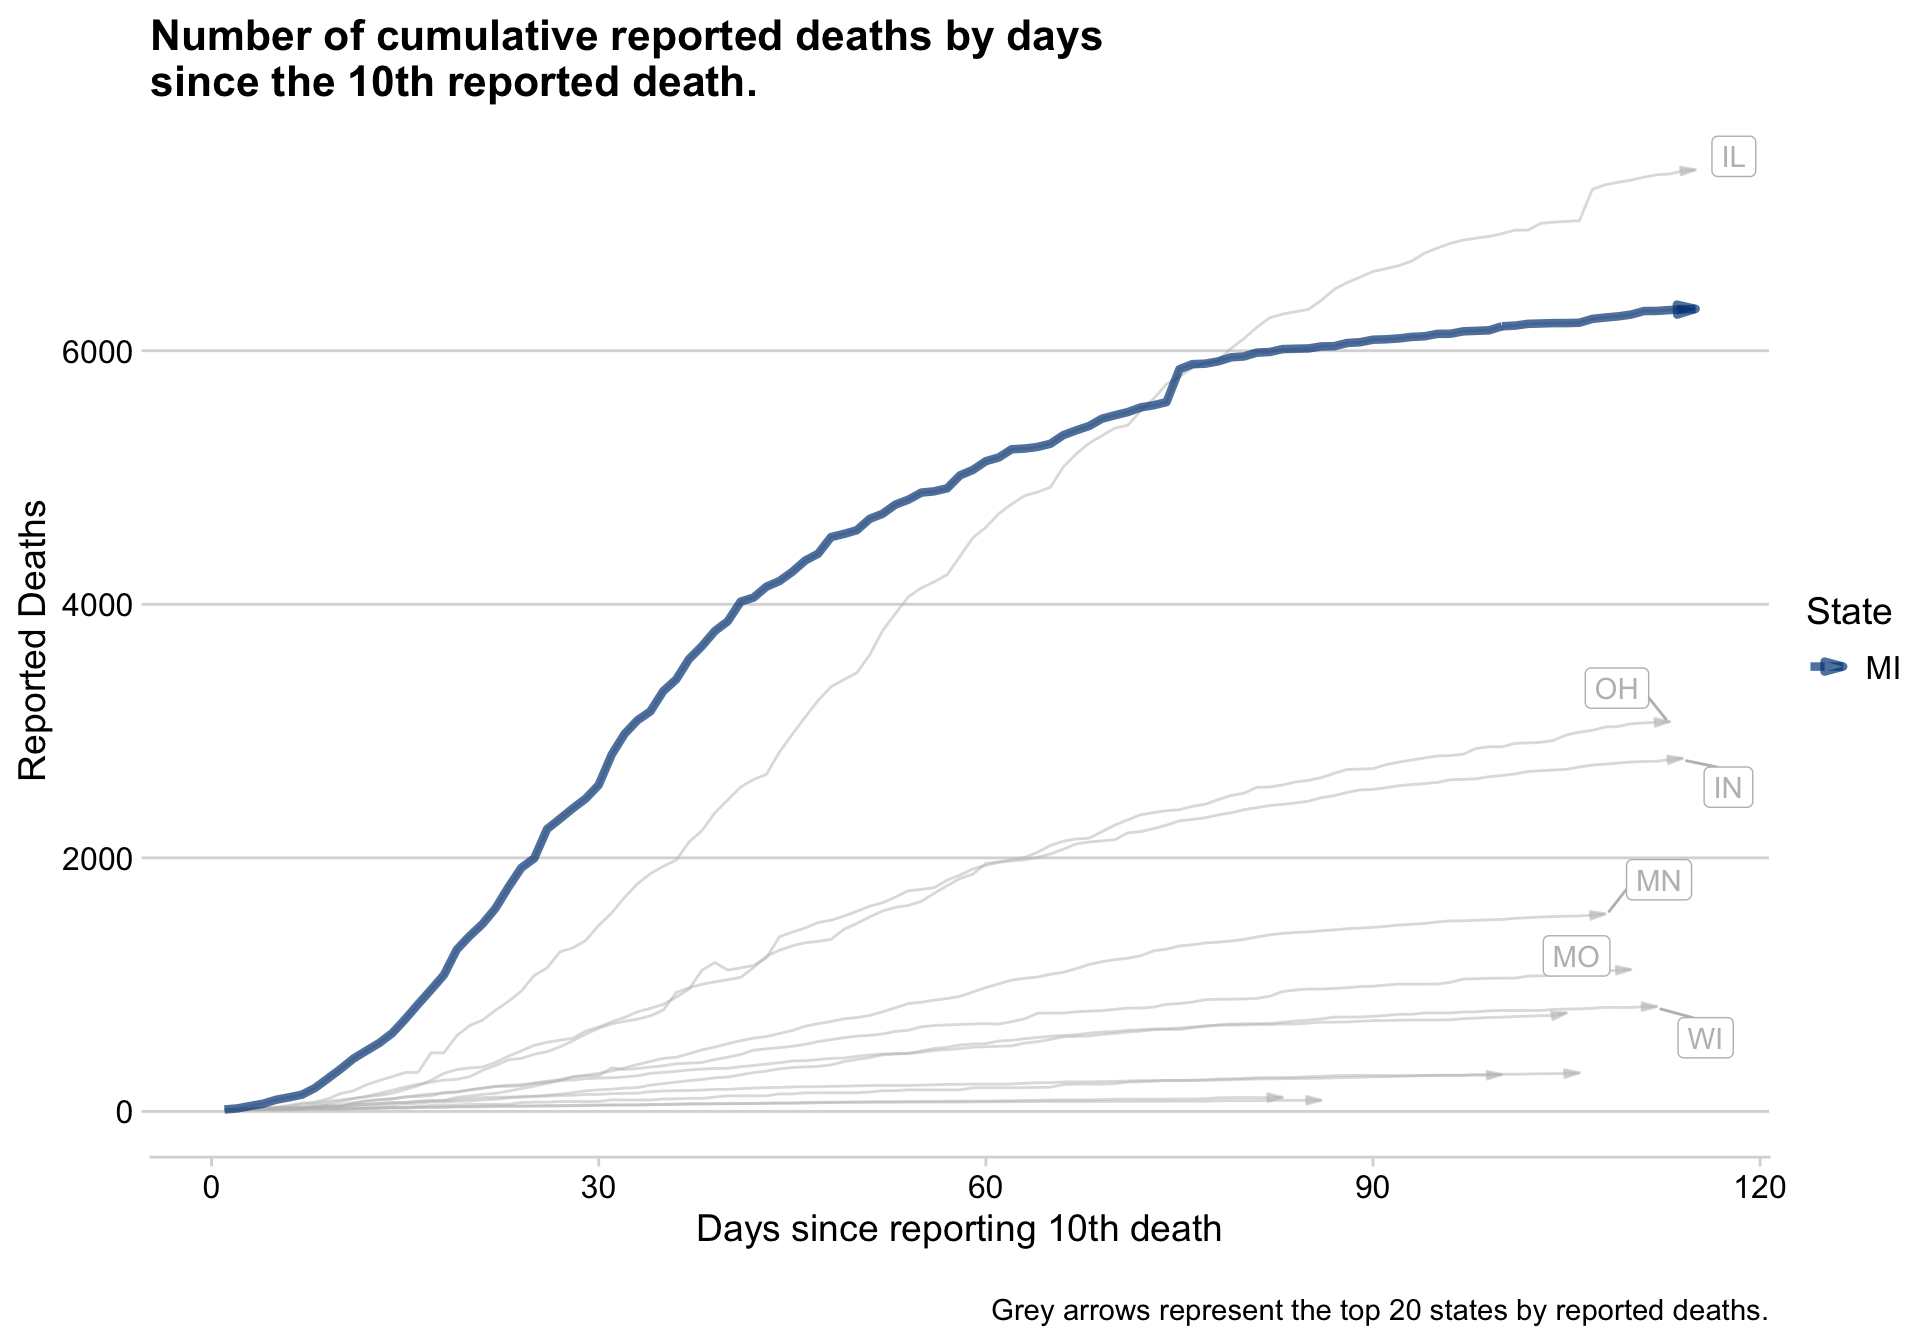 Number of cumulative reported deaths by days
since the 10th reported death.
IL
6000
4000
2000
0
Reported Deaths
OH
IN
MN
MO
WI
State
MI
0 30 60 90 120
Days since reporting 10th death
Grey arrows represent the top 20 states by reported deaths.